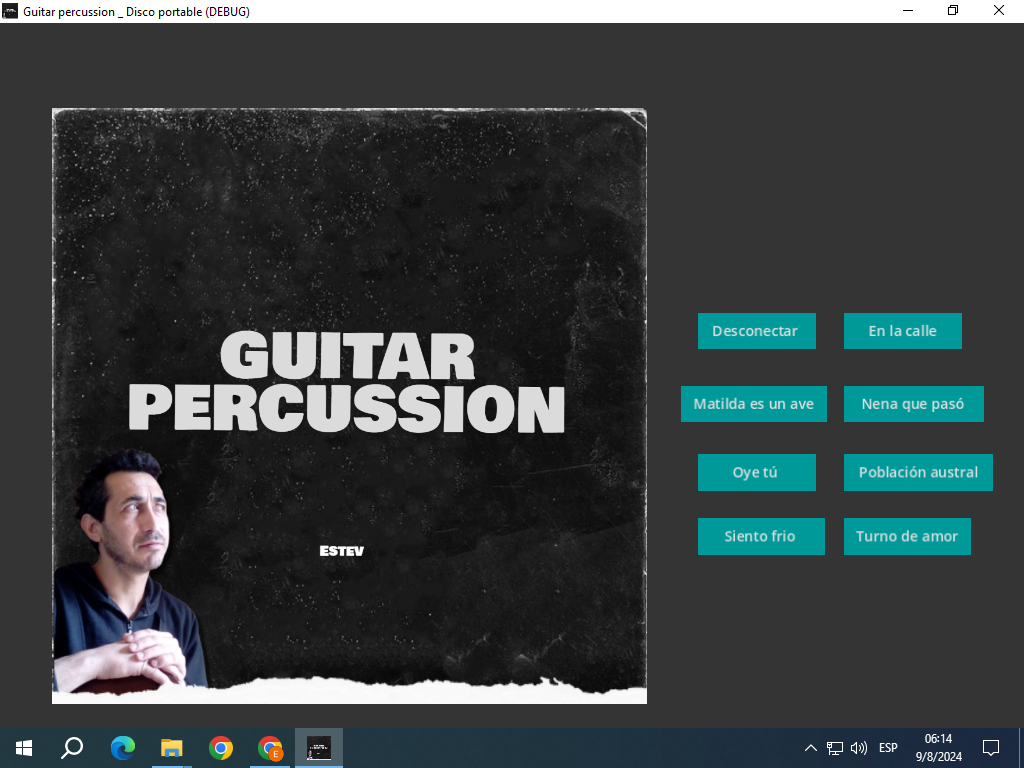 Guitar percussion _ Disco portable (DEBUG)
GUITAR
PERCUSSION
ESTEV
Desconectar
En la calle
Matilda es un ave
Nena que pasó
Oye tú
Población austral
Siento frio
Turno de amor
E
ESP
06:14
9/8/2024